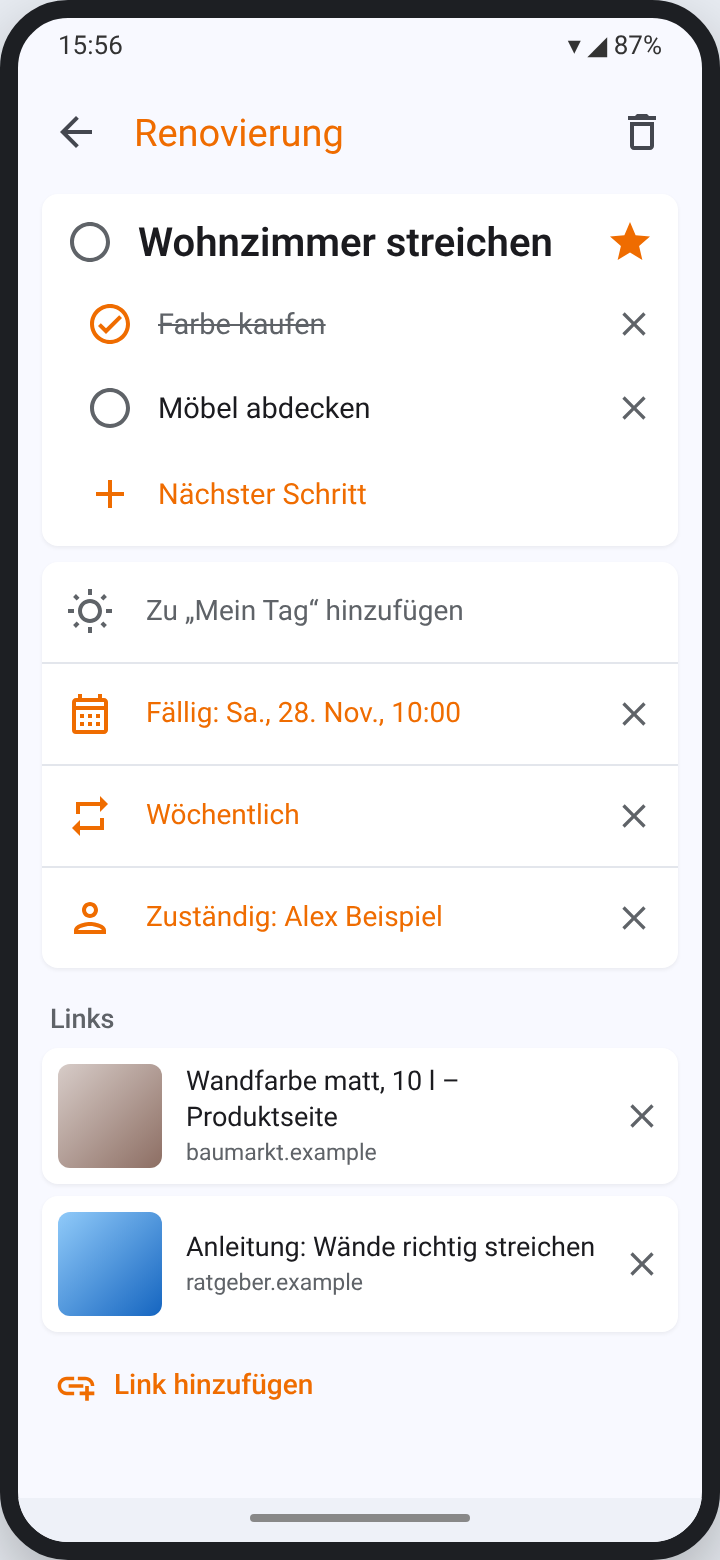 15:56
87%
Renovierung
Wohnzimmer streichen
Farbe kaufen
Möbel abdecken
Nächster Schritt
Zu „Mein Tag“ hinzufügen
Fällig: Sa., 28. Nov., 10:00
Wöchentlich
Zuständig: Alex Beispiel
Links
Wandfarbe matt, 10 l –
Produktseite
baumarkt.example
Anleitung: Wände richtig streichen
ratgeber.example
Link hinzufügen